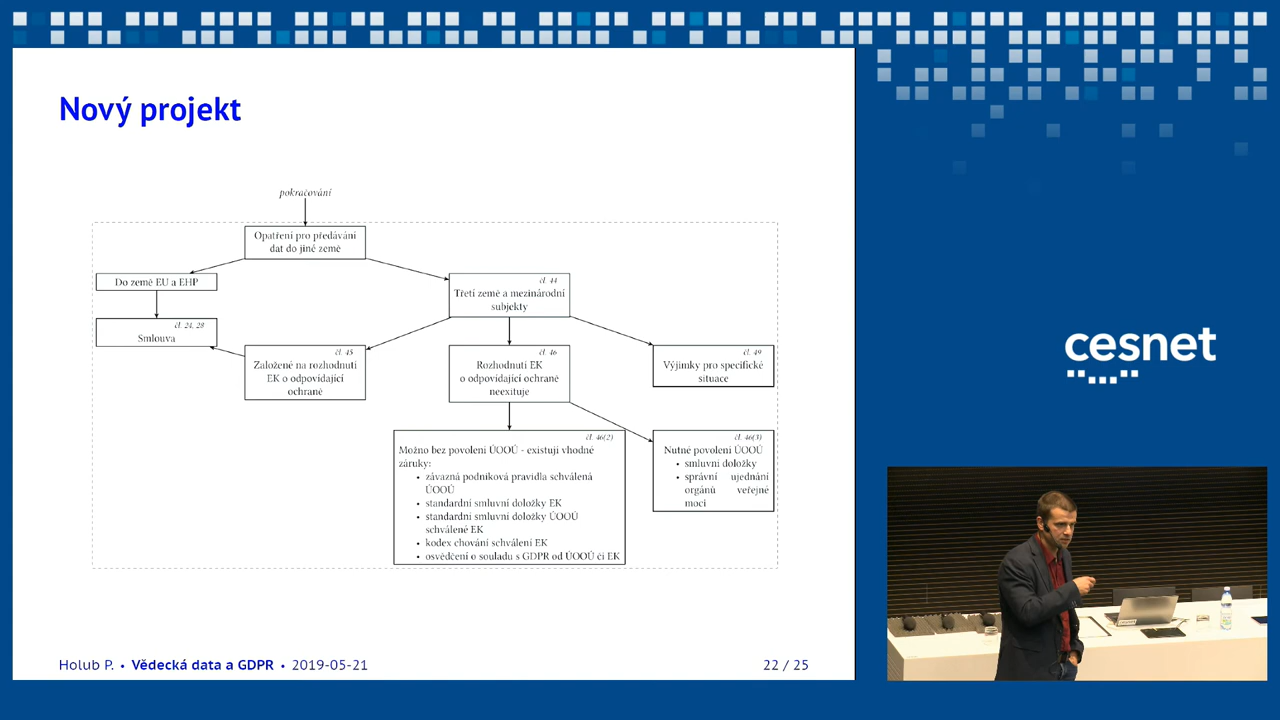 Nový projekt
pokračování
Opatření pro předávání
dat do jiné země
Do země EU a EHP
čl. 44
Třetí země a mezinárodní
subjekty
čl. 24, 28
Smlouva
čl. 45
Založené na rozhodnutí
EK o odpovídající
ochraně
čl. 46
Rozhodnutí EK
o odpovídající ochraně
neexituje
čl. 49
Výjimky pro specifické
situace
čl. 46(2)
Možno bez povolení ÚOOÚ - existují vhodné
záruky:
• závazná podniková pravidla schválená
ÚOOÚ
• standardní smluvní doložky EK
• standardní smluvní doložky ÚOOÚ
schválené EK
• kodex chování schválení EK
• osvědčení o souladu s GDPR od ÚOOÚ či EK
čl. 46(3)
Nutné povolení ÚOOÚ
• smluvní doložky
• správní ujednání
orgánů veřejné
moci
Holub P. • Vědecká data a GDPR • 2019-05-21
22 / 25
cesnet